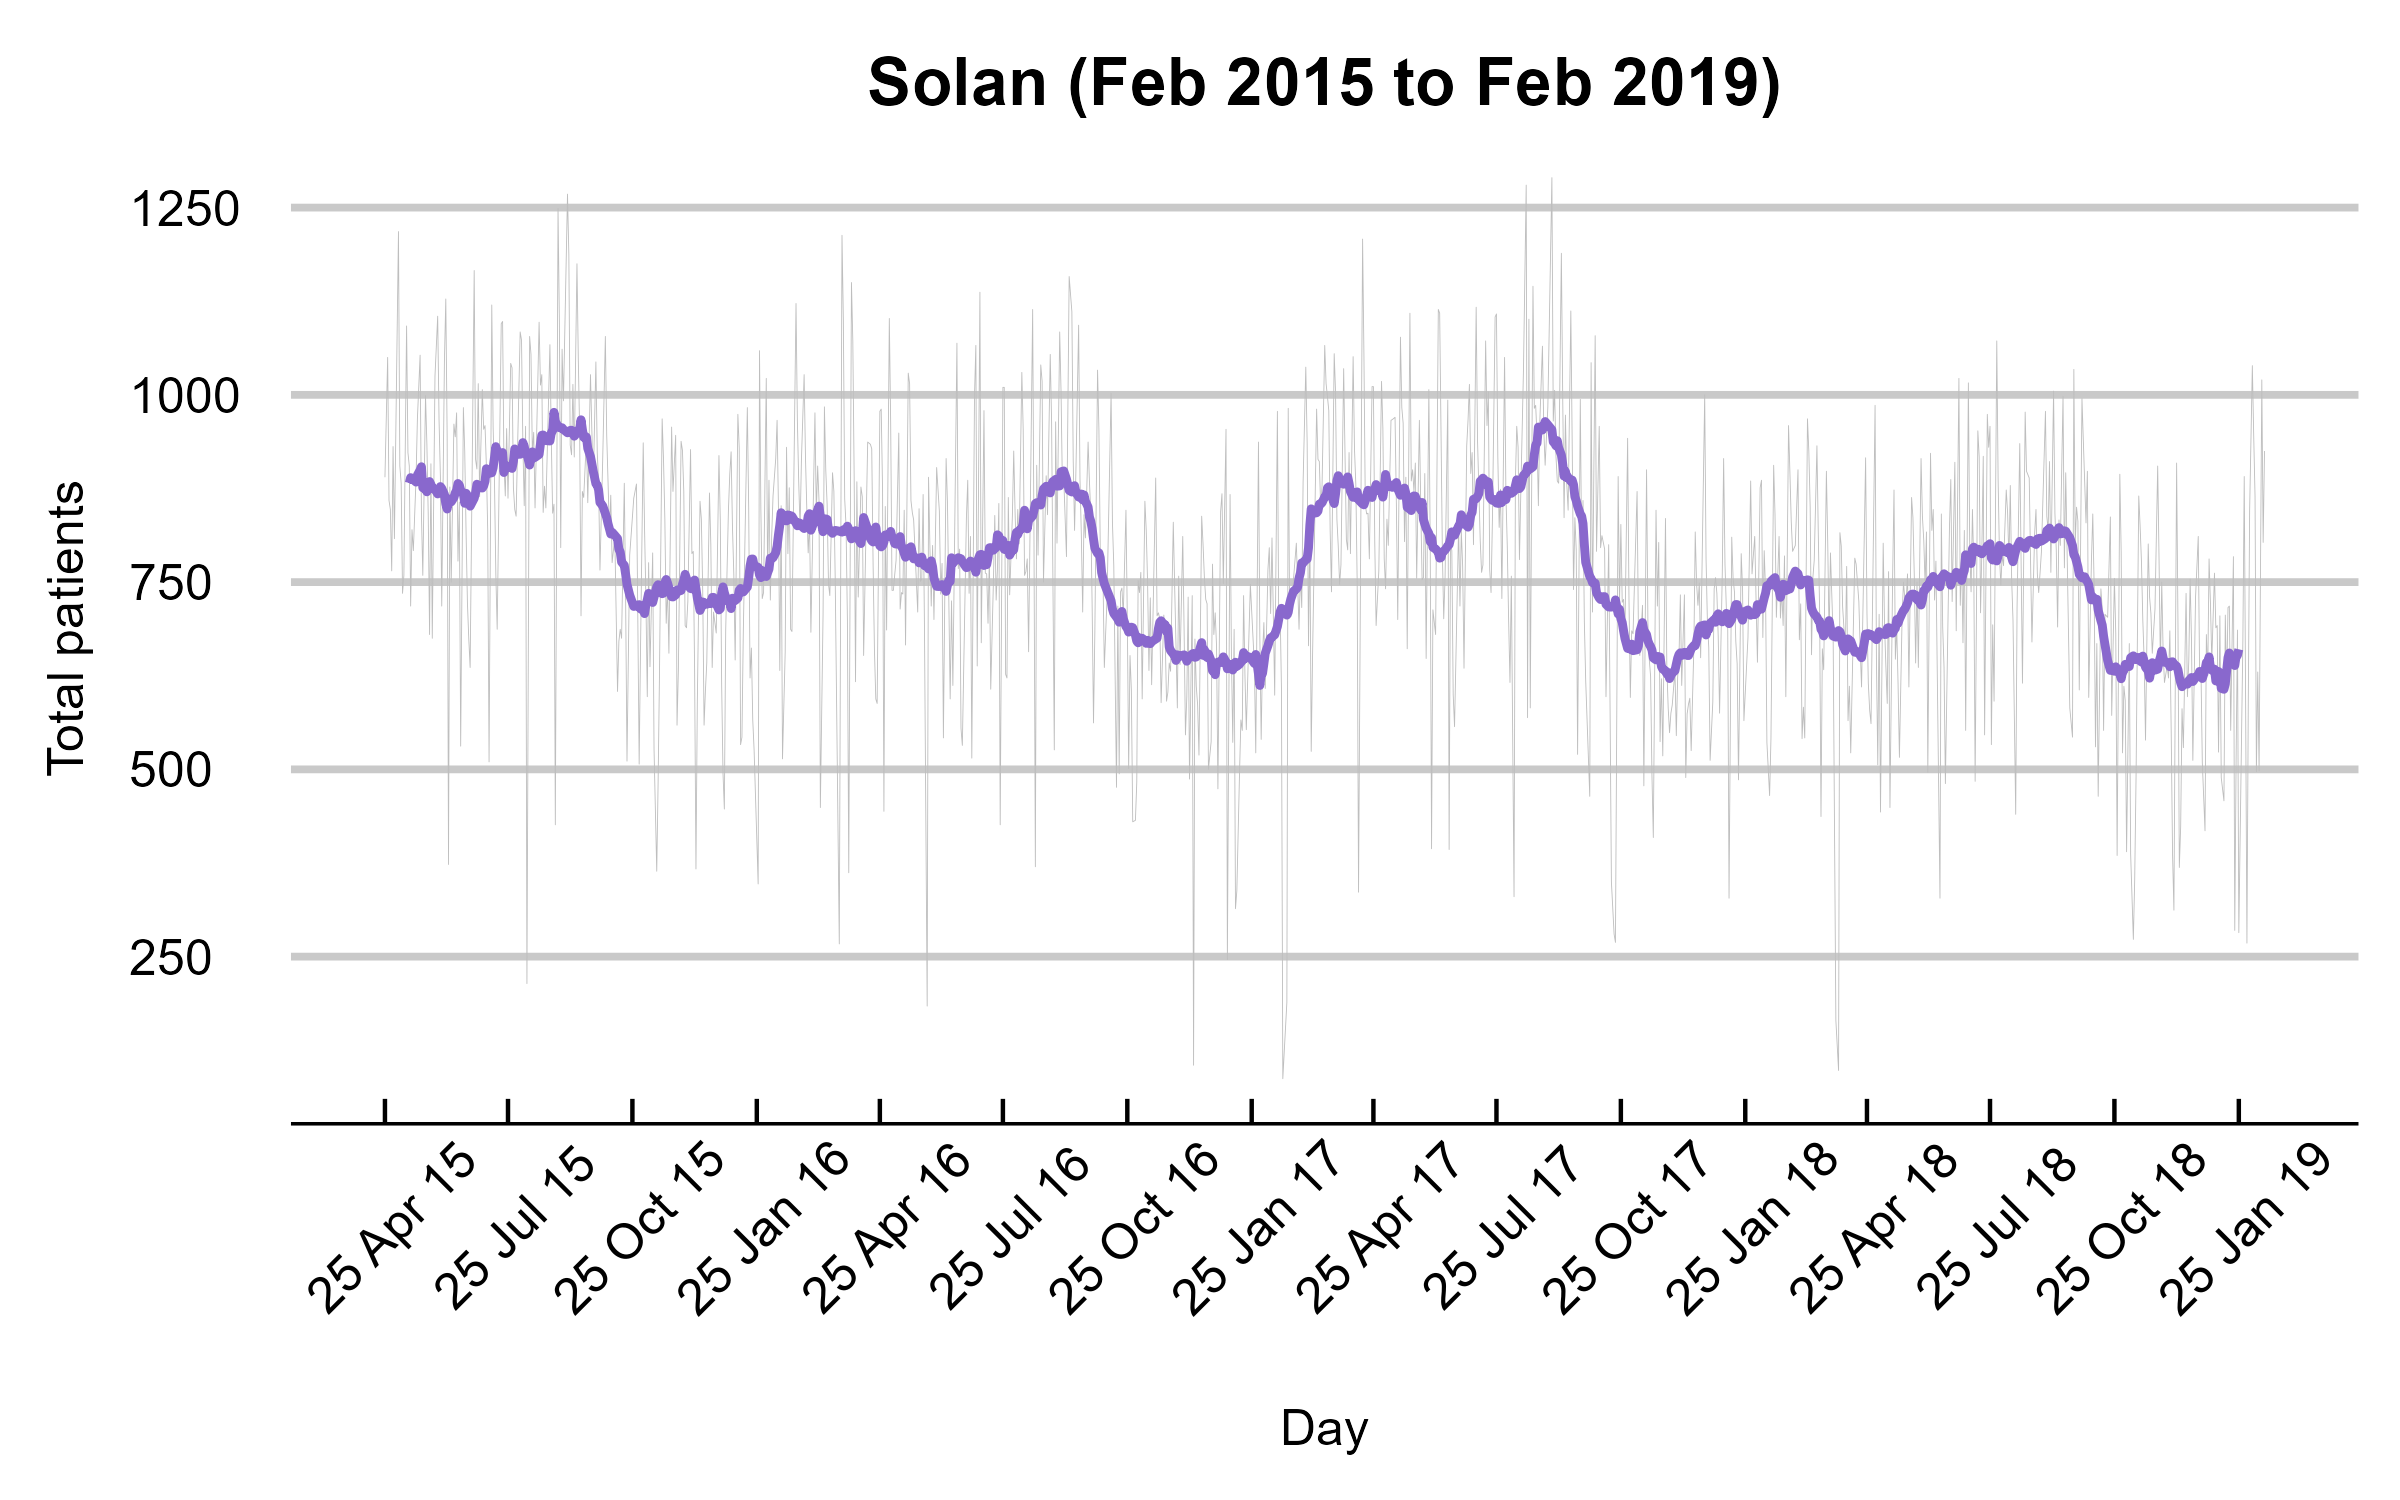 Solan (Feb 2015 to Feb 2019)
Total patients
1250
1000
750
500
250
25 Apr 15
25 Jul 15
25 Oct 15
25 Jan 16
25 Apr 16
25 Jul 16
25 Oct 16
25 Jan 17
25 Apr 17
25 Jul 17
25 Oct 17
25 Jan 18
25 Apr 18
25 Jul 18
25 Oct 18
25 Jan 19
Day